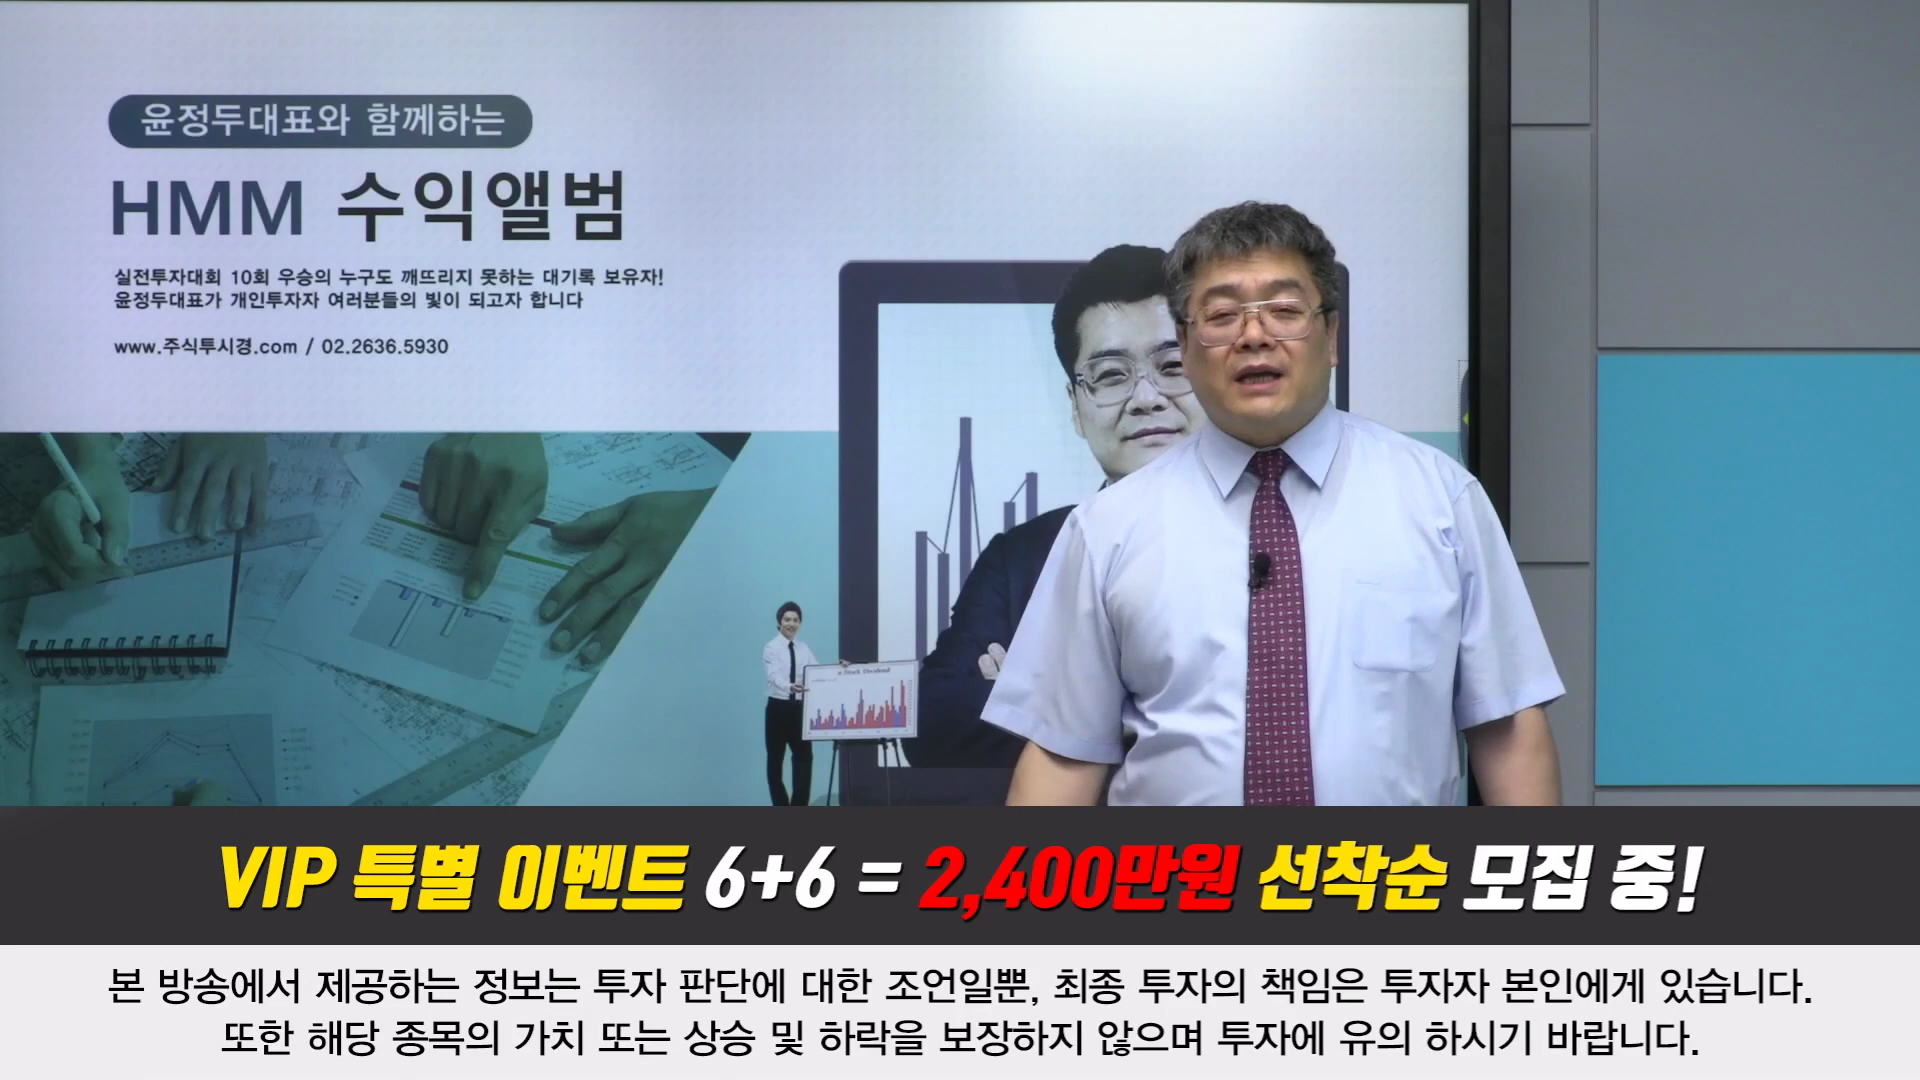 윤정두대표와 함께하는
HMM 수익앨범
실전투자대회 10회 우승의 누구도 깨뜨리지 못하는 대기록 보유자!
윤정두대표가 개인투자자 여러분들의 빛이 되고자 합니다
www.주식투시경.com / 02.2636.5930
VIP 특별 이벤트 6+6 = 2,400만원 선착순 모집 중!
본 방송에서 제공하는 정보는 투자 판단에 대한 조언일뿐, 최종 투자의 책임은 투자자 본인에게 있습니다.
또한 해당 종목의 가치 또는 상승 및 하락을 보장하지 않으며 투자에 유의 하시기 바랍니다.